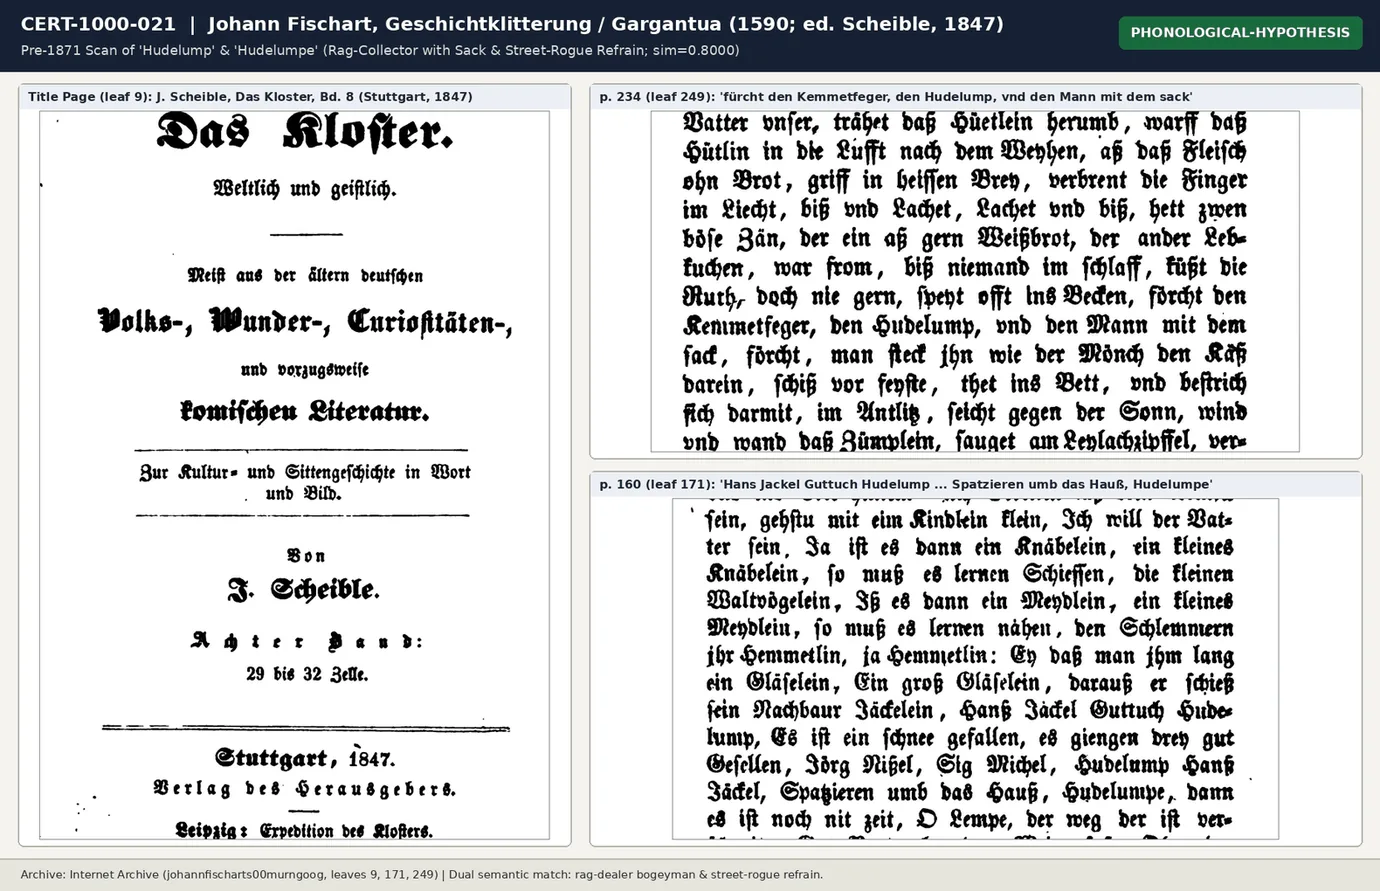 CERT-1000-021 | Johann Fischart, Geschichtklitterung / Gargantua (1590; ed. Scheible, 1847)
Pre-1871 Scan of 'Hudelump' & 'Hudelumpe' (Rag-Collector with Sack & Street-Rogue Refrain; sim=0.8000)
PHONOLOGICAL-HYPOTHESIS
Title Page (leaf 9): J. Scheible, Das Kloster, Bd. 8 (Stuttgart, 1847)
Das Kloſter.
Weltlich und geiſtlich.
Meiſt aus der ältern deutſchen
Volks-, Wunder-, Curioſitäten-,
und vorzugsweiſe
komiſchen Literatur.
Zur Kultur- und Sittengeſchichte in Wort
und Bild.
Von
J. Scheible.
Achter Band:
29 bis 32 Zelle.
Stuttgart, 1847.
Verlag des Herausgebers.
Leipzig: Expedition des Kloſters.
p. 234 (leaf 249): 'fürcht den Kemmetfeger, den Hudelump, vnd den Mann mit dem sack'
Vatter vnſer, trähet daß Hüetlein herumb, warff daß
Hütlin in die Lufft nach dem Weyhen, aß daß Fleiſch
ohn Brot, griff in heiſſen Brey, verbrent die Finger
im Liecht, biß vnd Lachet, Lachet vnd biß, hett zwen
böſe Zän, der ein aß gern Weißbrot, der ander Leb-
kuchen, war from, biß niemand im ſchlaff, küßt die
Ruth, doch nie gern, ſpeyt offt ins Becken, förcht den
Kemmetfeger, den Hudelump, vnd den Mann mit dem
ſack, förcht, man ſteck jhn wie der Mönch den Käß
darein, ſchiß vor feyſte, thet ins Bett, vnd beſtrich
ſich darmit, im Antlitz, ſeicht gegen der Sonn, wind
vnd wand daß Zümplein, ſauget am Leylachzipffel, ver-
p. 160 (leaf 171): 'Hans Jackel Guttuch Hudelump ... Spatzieren umb das Hauß, Hudelumpe'
ſein, gehſtu mit eim Kindlein klein, Ich will der Vat-
ter ſein. Ja iſt es dann ein Knäbelein, ein kleines
Knäbelein, ſo muß es lernen Schieſſen, die kleinen
Waltvögelein, Iß es dann ein Meydlein, ein kleines
Meydlein, ſo muß es lernen nähen, den Schlemmern
jhr Hemmetlin, ja Hemmetlin: Ey daß man jhm lang
ein Gläſelein, Ein groß Gläſelein, darauß er ſchieß
ſein Nachbaur Jäckelein, Hanß Jäckel Guttuch Hude-
lump, Es iſt ein ſchnee gefallen, es giengen drey gut
Geſellen, Jörg Nißel, Sig Michel, Hudelump Hanß
Jäckel, Spatzieren umb das Hauß, Hudelumpe, dann
es iſt noch nit zeit, O Lempe, der weg der iſt ver-
Archive: Internet Archive (johannfischarts00murngoog, leaves 9, 171, 249) | Dual semantic match: rag-dealer bogeyman & street-rogue refrain.